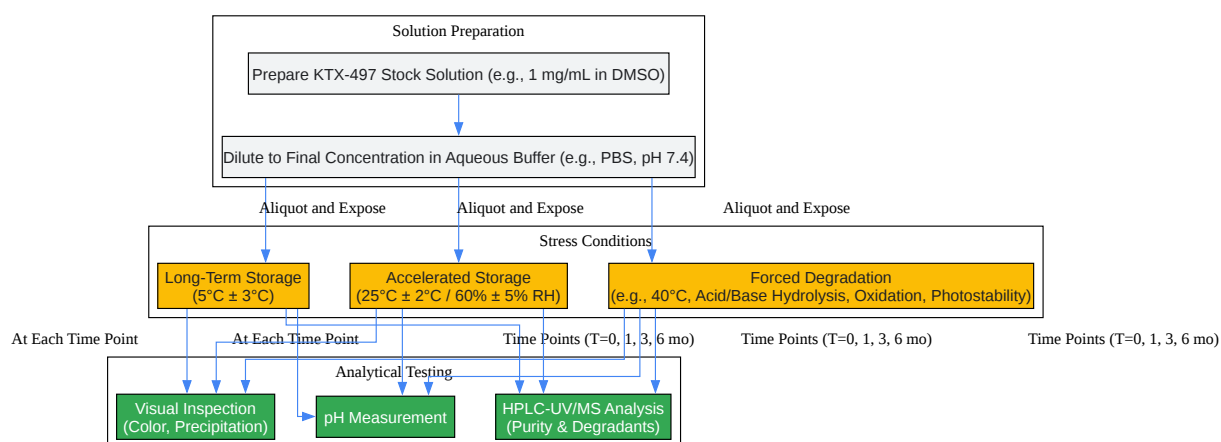 Solution Preparation
Prepare KTX-497 Stock Solution (e.g., 1 mg/mL in DMSO)
Dilute to Final Concentration in Aqueous Buffer (e.g., PBS, pH 7.4)
Aliquot and Expose
Aliquot and Expose
Aliquot and Expose
Stress Conditions
Long-Term Storage
(5°C ± 3°C)
Accelerated Storage
(25°C ± 2°C / 60% ± 5% RH)
Forced Degradation
(e.g., 40°C, Acid/Base Hydrolysis, Oxidation, Photostability)
At Each Time Point
At Each Time Point
Time Points (T=0, 1, 3, 6 mo)
Time Points (T=0, 1, 3, 6 mo)
Time Points (T=0, 1, 3, 6 mo)
Analytical Testing
Visual Inspection
(Color, Precipitation)
pH Measurement
HPLC-UV/MS Analysis
(Purity & Degradants)